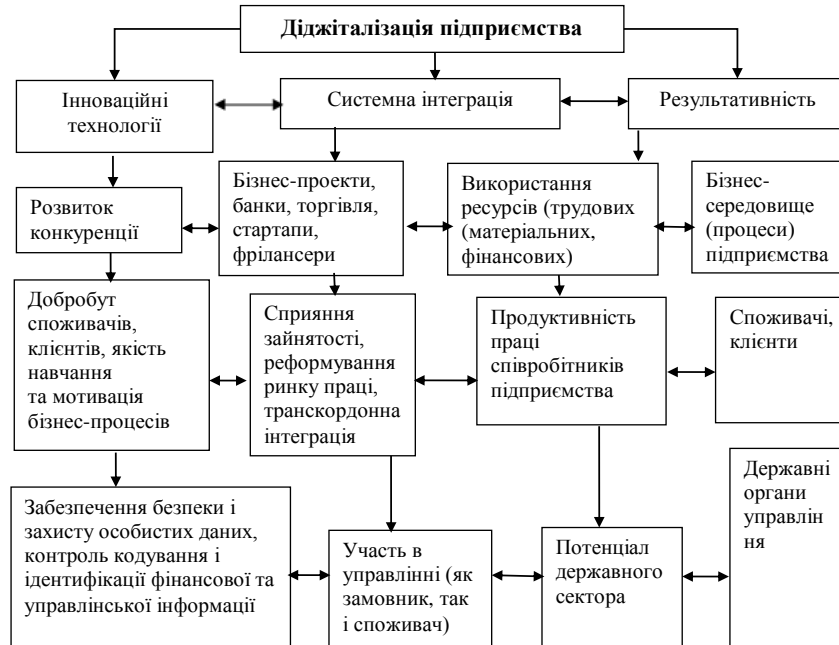 Діджіталізація підприємства
Інноваційні
технології
Системна інтеграція
Результативність
Розвиток
конкуренції
Бізнес-проекти,
банки, торгівля,
стартапи,
фрілансери
Використання
ресурсів (трудових
(матеріальних,
фінансових)
Бізнес-
середовище
(процеси)
підприємства
Добробут
споживачів,
клієнтів, якість
навчання
та мотивація
бізнес-процесів
Сприяння
зайнятості,
реформування
ринку праці,
транскордонна
інтеграція
Продуктивність
праці
співробітників
підприємства
Споживачі,
клієнти
Забезпечення безпеки і
захисту особистих даних,
контроль кодування і
ідентифікації фінансової та
управлінської інформації
Участь в
управлінні (як
замовник, так
і споживач)
Потенціал
державного
сектора
Державні
органи
управлін
ня